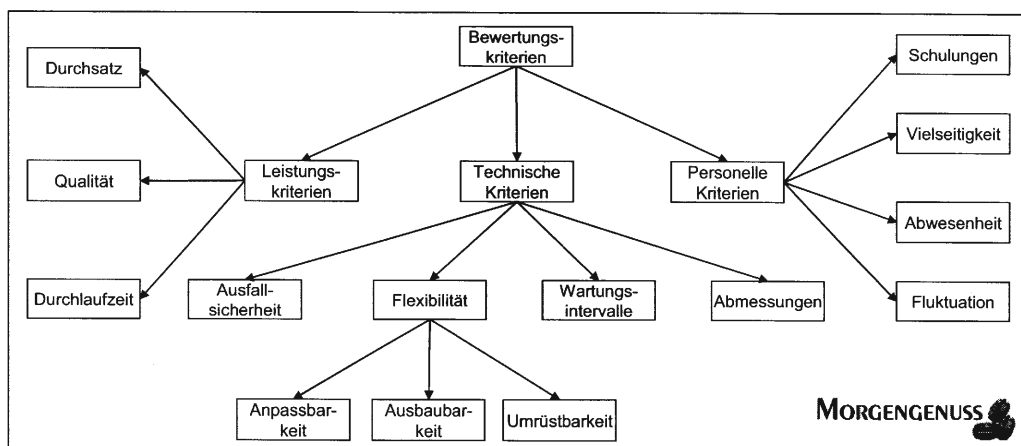 Bewertungs-
kriterien
Durchsatz
Qualität
Durchlaufzeit
Leistungs-
kriterien
Technische
Kriterien
Personelle
Kriterien
Schulungen
Vielseitigkeit
Abwesenheit
Fluktuation
Ausfall-
sicherheit
Flexibilität
Wartungs-
intervalle
Abmessungen
Anpassbar-
keit
Ausbaubar-
keit
Umrüstbarkeit
MORGENGENUSS